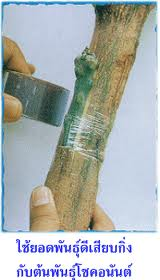 ใช้ยอดพันธุ์ดีเสียบกิ่ง
กับต้นพันธุ์โชคอนันต์